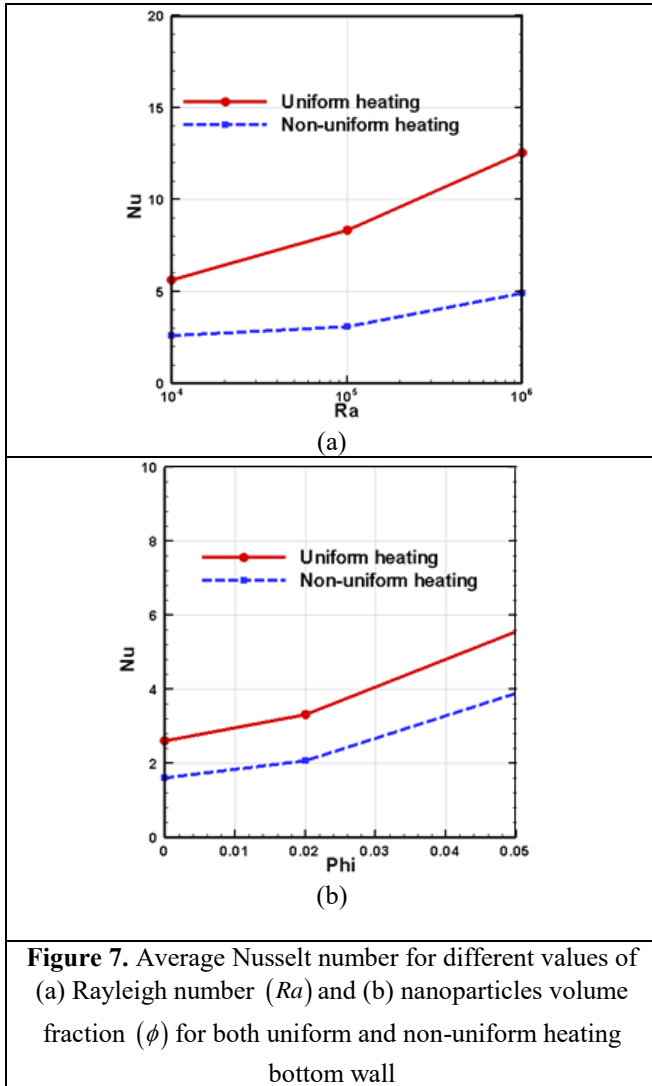 20
15
10
5
0
Nu
Uniform heating
Non-uniform heating
10⁴
10⁵
10⁶
Ra
(a)
10
8
6
4
2
0
Nu
Uniform heating
Non-uniform heating
0
0.01
0.02
0.03
0.04
0.05
Phi
(b)
Figure 7. Average Nusselt number for different values of
(a) Rayleigh number (Ra) and (b) nanoparticles volume
fraction (ϕ) for both uniform and non-uniform heating
bottom wall